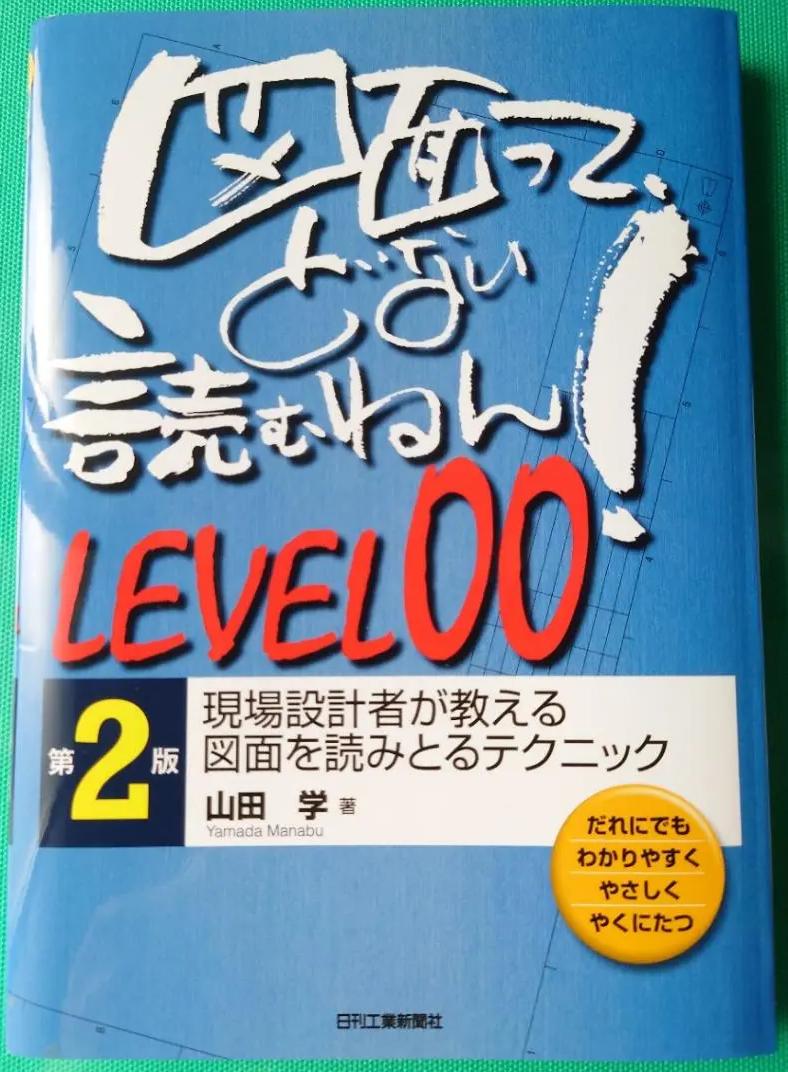 図面って、
どない
読むねん!
LEVEL00
第2版
現場設計者が教える
図面を読みとるテクニック
山田 学 著
Yamada Manabu
だれにでも
わかりやすく
やさしく
やくにたつ
日刊工業新聞社